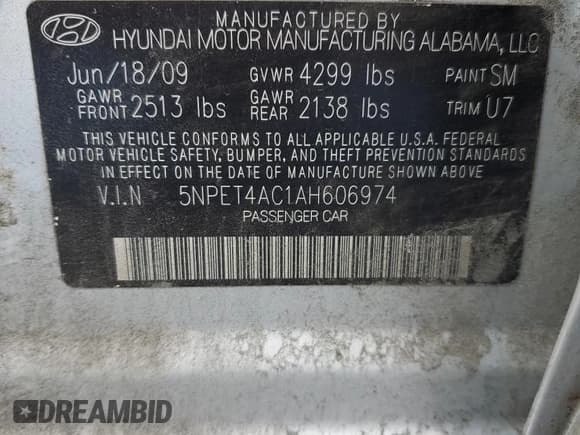 MANUFACTURED BY
HYUNDAI MOTOR MANUFACTURING ALABAMA, LLC
Jun/18/09 GVWR 4299 lbs PAINT SM
GAWR FRONT 2513 lbs GAWR REAR 2138 lbs TRIM U7
THIS VEHICLE CONFORMS TO ALL APPLICABLE U.S.A. FEDERAL
MOTOR VEHICLE SAFETY, BUMPER, AND THEFT PREVENTION STANDARDS
IN EFFECT ON THE DATE OF MANUFACTURE SHOWN ABOVE
V.I.N 5NPET4AC1AH606974
PASSENGER CAR
DREAMBID